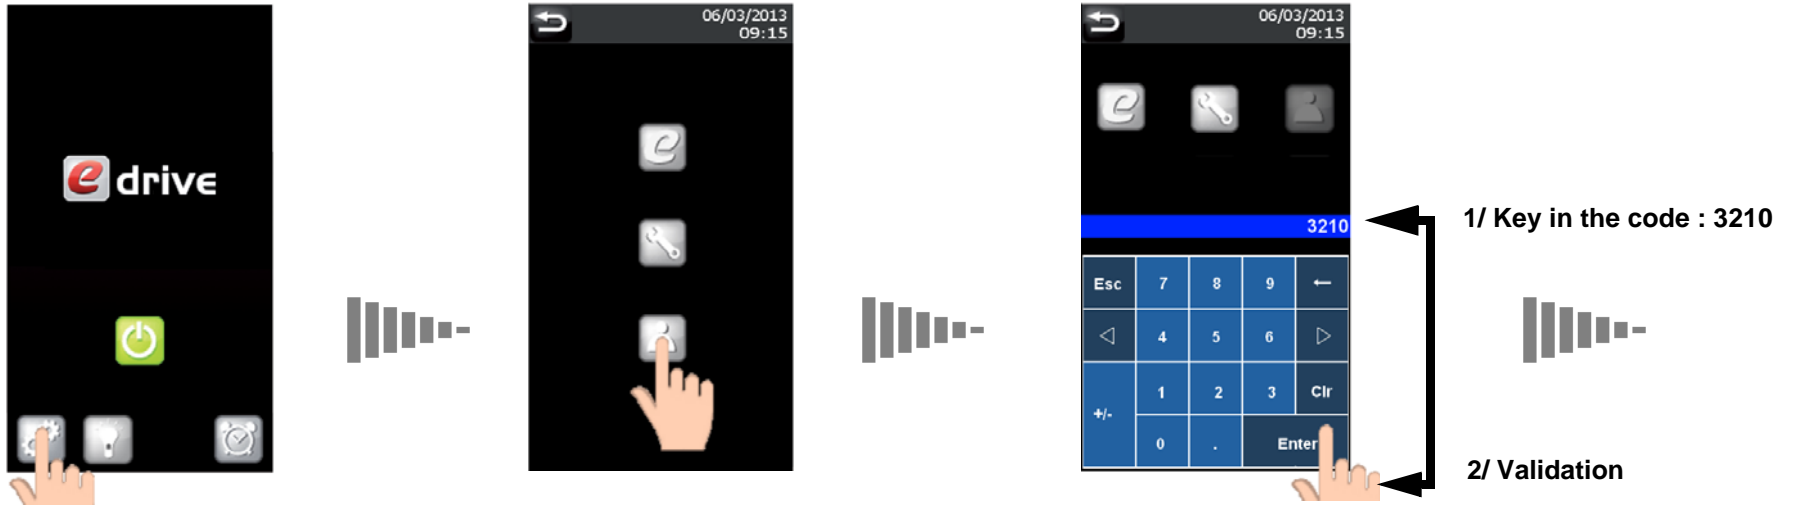 e drive
06/03/2013
09:15
e
06/03/2013
09:15
e
3210
Esc 7 8 9 ←
◁ 4 5 6 ▷
+/- 1 2 3 Clr
0 . Enter
1/ Key in the code : 3210
2/ Validation